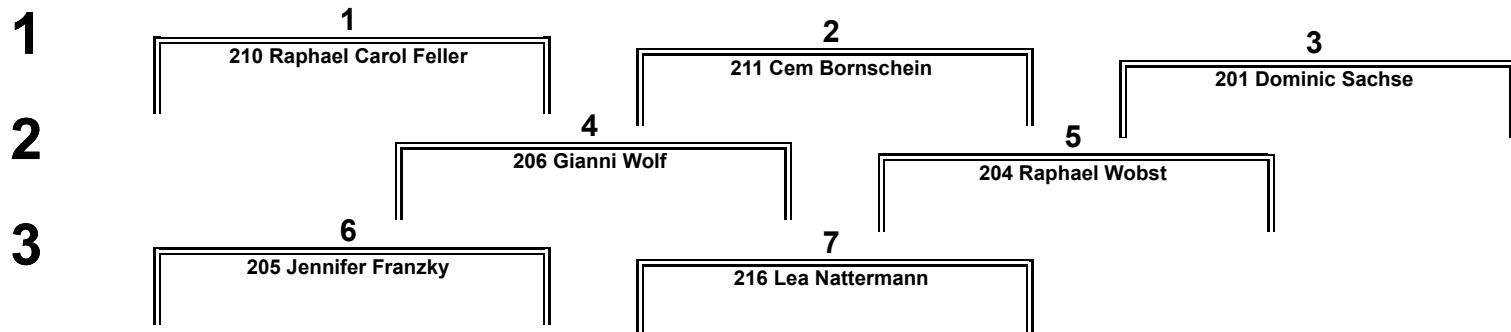 1
1
2
3
210 Raphael Carol Feller
211 Cem Bornschein
201 Dominic Sachse
2
4
5
206 Gianni Wolf
204 Raphael Wobst
3
6
7
205 Jennifer Franzky
216 Lea Nattermann